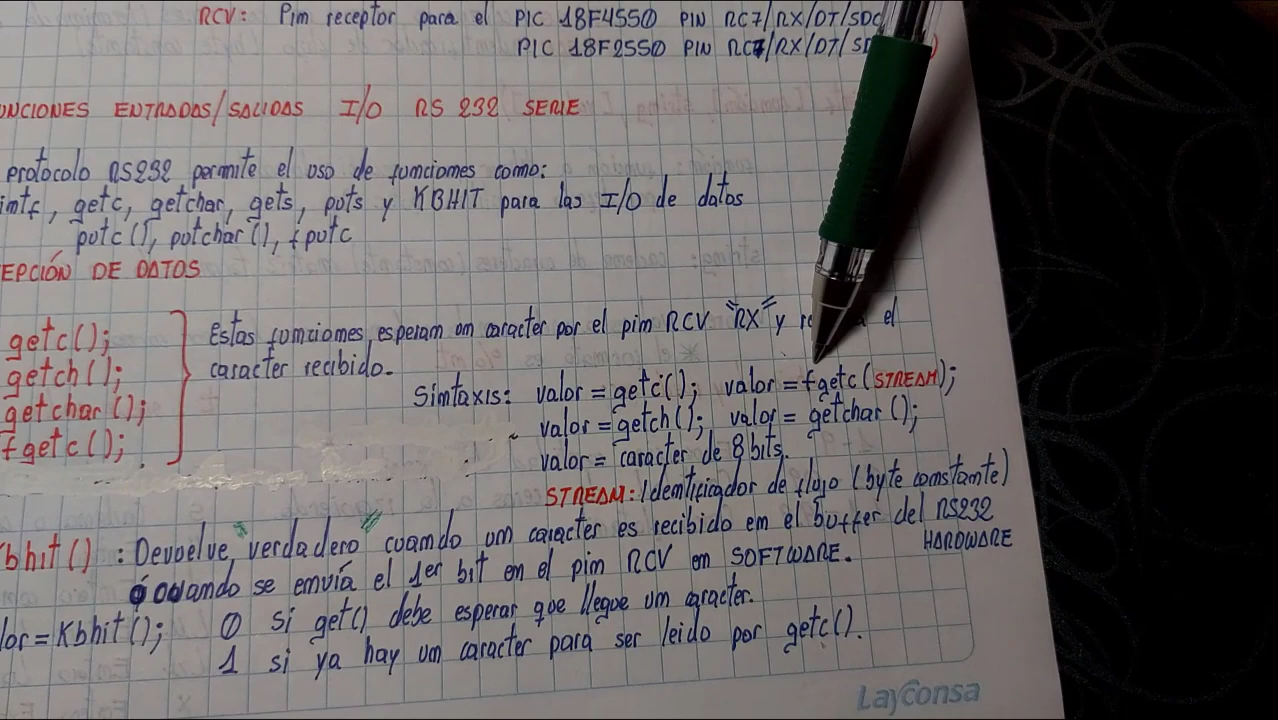 RCV: Pim receptor para el PIC 18F4550 PIN RC7/RX/DT/SDO
PIC 18F2550 PIN RC7/RX/DT/
UNCIONES ENTRADAS/SALIDAS I/O RS 232 SERIE
protocolo RS232 permite el uso de funciones como:
intf, getc, getchar, gets, puts y KBHIT para las I/O de datos
putc(), putchar(), fputc
EPCIÓN DE DATOS
getc();
getch();
getchar();
fgetc();
Estas funciones, esperan un caracter por el pim RCV "RX" y el
caracter recibido.
Sintaxis: valor = getc(); valor = fgetc(STREAM);
valor = getch(); valor = getchar();
valor = caracter de 8 bits.
STREAM: Identificador de flujo (byte constante)
kbhit(): Devuelve "verdadero" cuando un caracter es recibido en el buffer del RS232
HARDWARE
ó cuando se envía el 1er bit en el pin RCV en SOFTWARE.
lor = Kbhit(); 0 si get() debe esperar que llegue un caracter.
1 si ya hay un caracter para ser leido por getc().
Layconsa